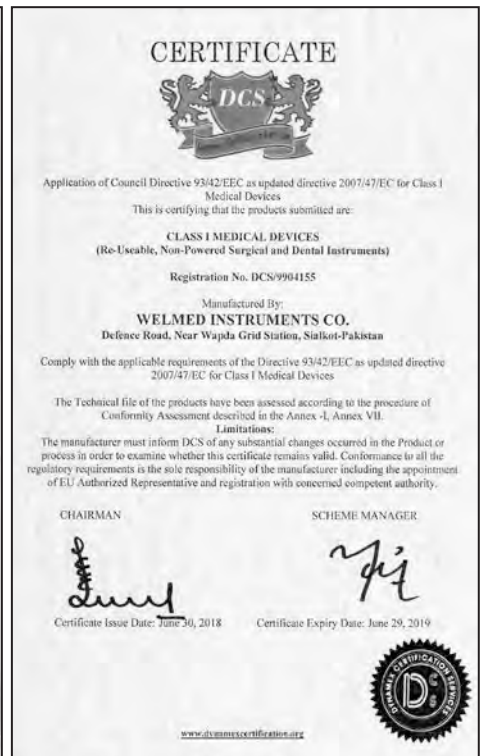 CERTIFICATE
DCS
Application of Council Directive 93/42/EEC as updated directive 2007/47/EC for Class I
Medical Devices
This is certifying that the products submitted are:
CLASS I MEDICAL DEVICES
(Re-Useable, Non-Powered Surgical and Dental Instruments)
Registration No. DCS/9904155
Manufactured By:
WELMED INSTRUMENTS CO.
Defence Road, Near Wapda Grid Station, Sialkot-Pakistan
Comply with the applicable requirements of the Directive 93/42/EEC as updated directive
2007/47/EC for Class I Medical Devices
The Technical file of the products have been assessed according to the procedure of
Conformity Assessment described in the Annex -I, Annex VII.
Limitations:
The manufacturer must inform DCS of any substantial changes occurred in the Product or
process in order to examine whether this certificate remains valid. Conformance to all the
regulatory requirements is the sole responsibility of the manufacturer including the appointment
of EU Authorized Representative and registration with concerned competent authority.
CHAIRMAN SCHEME MANAGER
Certificate Issue Date: June 30, 2018 Certificate Expiry Date: June 29, 2019
DYNAMEX CERTIFICATION SERVICES
DCS
www.dynamexcertification.org